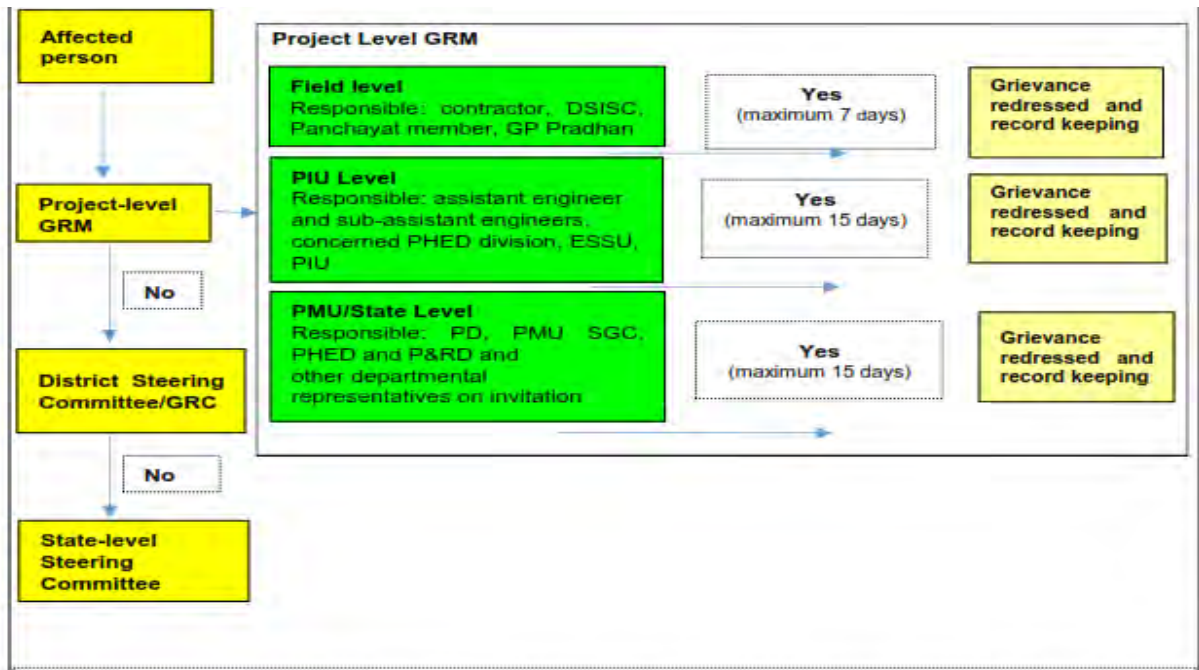 Affected
person
Project-level
GRM
No
District Steering
Committee/GRC
No
State-level
Steering
Committee
Project Level GRM
Field level
Responsible: contractor, DSISC,
Panchayat member, GP Pradhan
Yes
(maximum 7 days)
Grievance
redressed and
record keeping
PIU Level
Responsible: assistant engineer
and sub-assistant engineers,
concerned PHED division, ESSU,
PIU
Yes
(maximum 15 days)
Grievance
redressed and
record keeping
PMU/State Level
Responsible: PD, PMU SGC,
PHED and P&RD and
other departmental
representatives on invitation
Yes
(maximum 15 days)
Grievance
redressed and
record keeping